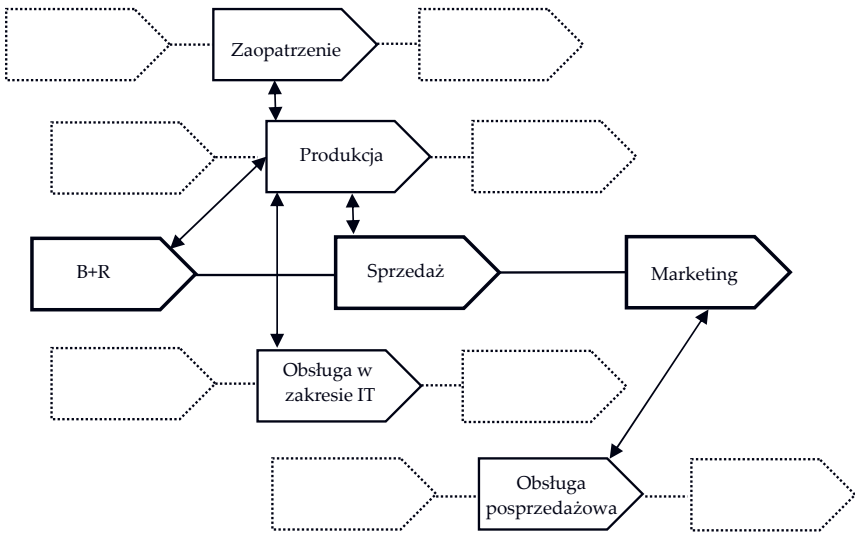 Zaopatrzenie
Produkcja
B+R
Sprzedaż
Marketing
Obsługa w
zakresie IT
Obsługa
posprzedażowa